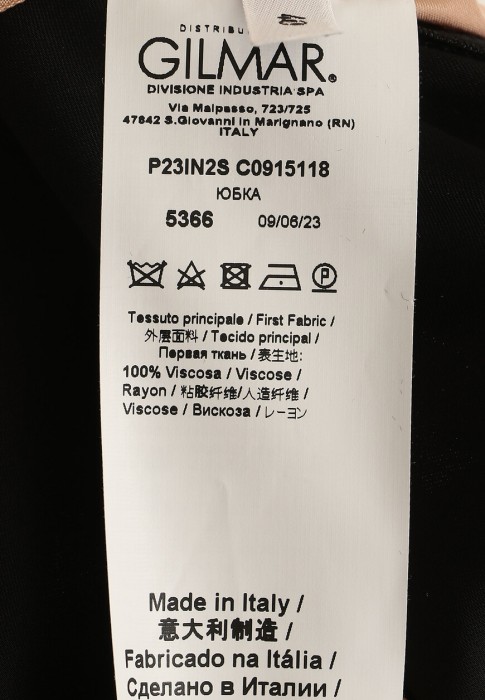 GILMAR®
DIVISIONE INDUSTRIA SPA
Via Malpasso, 723/725
47842 S.Giovanni in Marignano (RN)
ITALY
P23IN2S C0915118
ЮБКА
5366 09/06/23
Tessuto principale / First Fabric /
外层面料 / Tecido principal /
Первая ткань / 表生地:
100% Viscosa / Viscose /
Rayon / 粘胶纤维/人造纤维 /
Viscose / Вискоза / レーヨン
Made in Italy /
意大利制造 /
Fabricado na Itália /
Сделано в Италии /